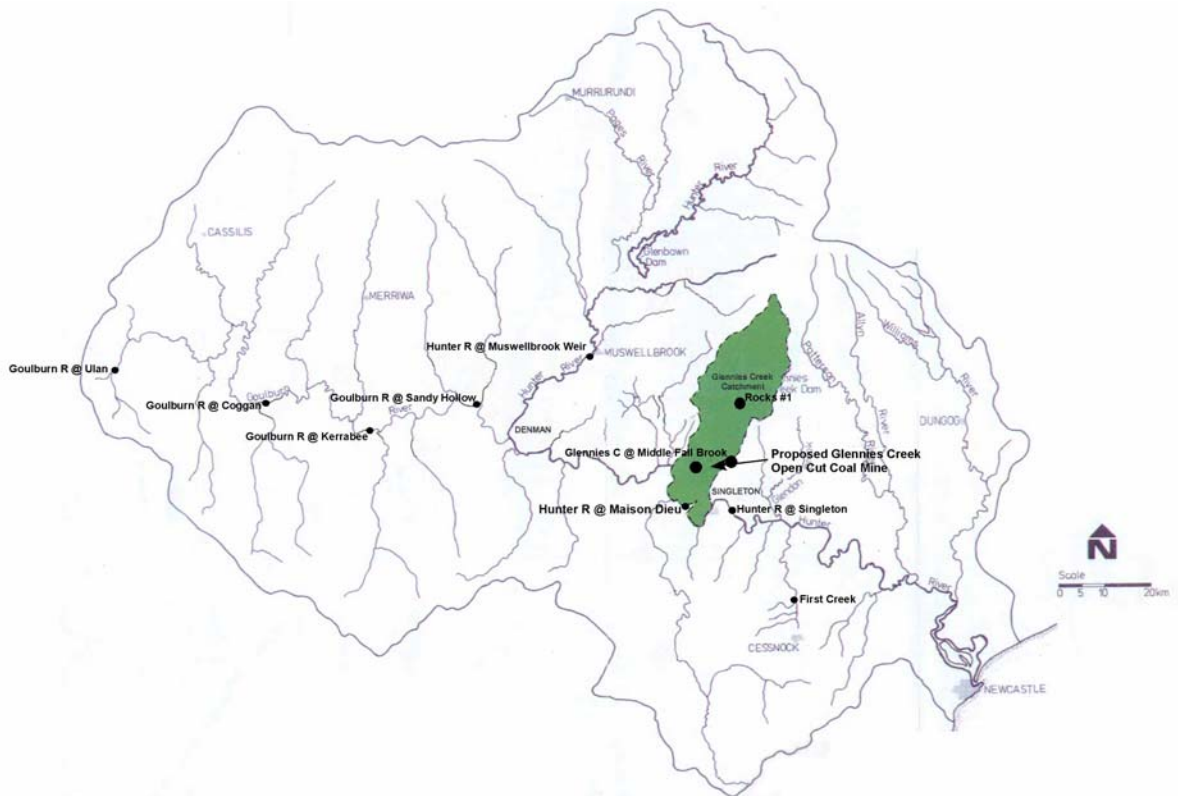 MURRURUNDI
Pages
River
Hunter
River
CASSILIS
Glenbawn
Dam
MERRIWA
Hunter R @ Muswellbrook Weir
MUSWELLBROOK
Hunter
River
Allyn
River
Williams
River
Goulburn R @ Ulan
Glennies Creek
Catchment
Paterson
River
Goulburn R @ Coggan
Goulburn
River
Goulburn R @ Sandy Hollow
Rocks #1
Goulburn R @ Kerrabee
DENMAN
DUNGOG
Glennies C @ Middle Fall Brook
Proposed Glennies Creek
Open Cut Coal Mine
SINGLETON
Glendon
Hunter R @ Maison Dieu
Hunter R @ Singleton
Hunter
River
N
Scale
0 5 10 20km
First Creek
CESSNOCK
NEWCASTLE